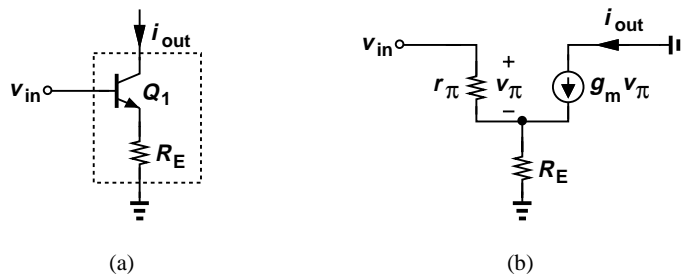 i out
v in
Q 1
R E
(a)
v in
r π
+
v π
−
i out
g m v π
R E
(b)